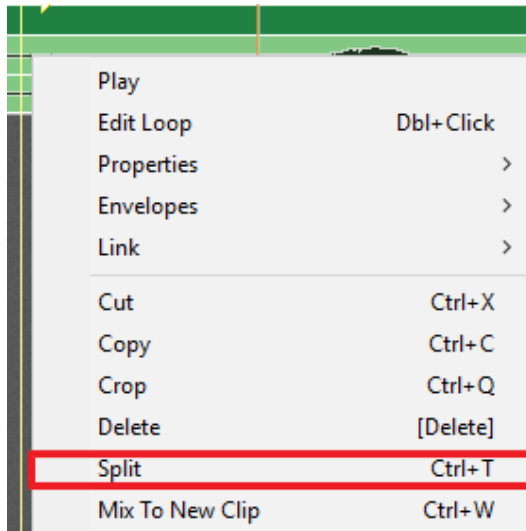 Play
Edit Loop Dbl+Click
Properties >
Envelopes >
Link >
Cut Ctrl+X
Copy Ctrl+C
Crop Ctrl+Q
Delete [Delete]
Split Ctrl+T
Mix To New Clip Ctrl+W